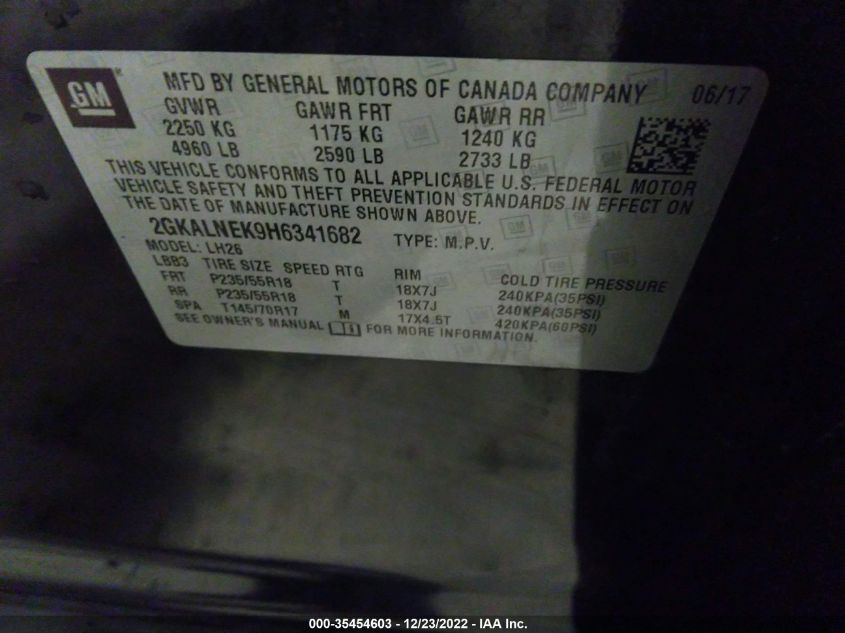 GM
MFD BY GENERAL MOTORS OF CANADA COMPANY 06/17
GVWR GAWR FRT GAWR RR
2250 KG 1175 KG 1240 KG
4960 LB 2590 LB 2733 LB
THIS VEHICLE CONFORMS TO ALL APPLICABLE U.S. FEDERAL MOTOR
VEHICLE SAFETY AND THEFT PREVENTION STANDARDS IN EFFECT ON
THE DATE OF MANUFACTURE SHOWN ABOVE.
2GKALNEK9H6341682 TYPE: M.P.V.
MODEL: LH26
LBB3 TIRE SIZE SPEED RTG RIM COLD TIRE PRESSURE
FRT P235/55R18 T 18X7J 240KPA(35PSI)
RR P235/55R18 T 18X7J 240KPA(35PSI)
SPA T145/70R17 M 17X4.5T 420KPA(60PSI)
SEE OWNER'S MANUAL FOR MORE INFORMATION.
000-35454603 - 12/23/2022 - IAA Inc.